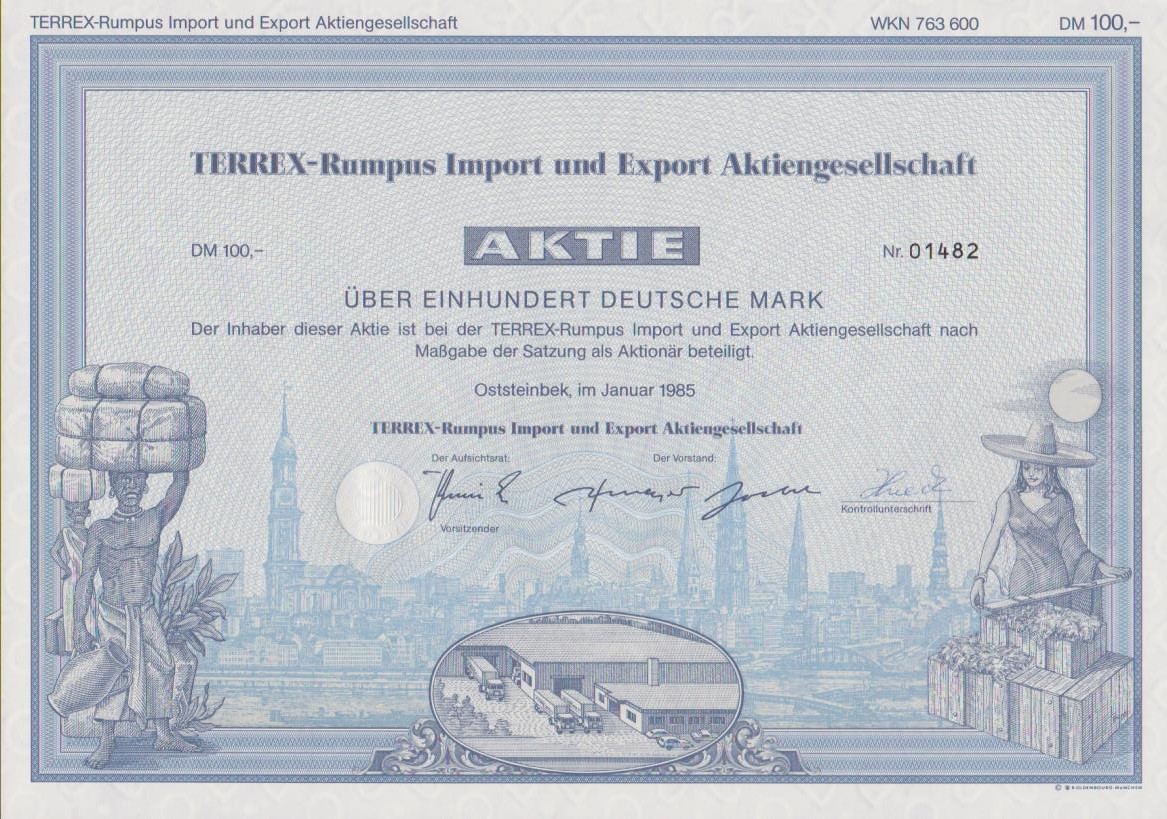 TERREX-Rumpus Import und Export Aktiengesellschaft WKN 763 600 DM 100,–
TERREX-Rumpus Import und Export Aktiengesellschaft
DM 100,– AKTIE Nr. 01482
ÜBER EINHUNDERT DEUTSCHE MARK
Der Inhaber dieser Aktie ist bei der TERREX-Rumpus Import und Export Aktiengesellschaft nach
Maßgabe der Satzung als Aktionär beteiligt.
Oststeinbek, im Januar 1985
TERREX-Rumpus Import und Export Aktiengesellschaft
Der Aufsichtsrat: Der Vorstand:
Kontrollunterschrift
Vorsitzender
© R.OLDENBOURG·MÜNCHEN